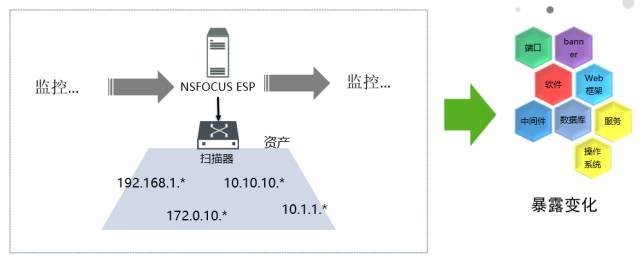 监控...
NSFOCUS ESP
监控...
扫描器
资产
192.168.1.*
10.10.10.*
172.0.10.*
10.1.1.*
端口
bann
er
软件
Web
框架
中间件
数据库
服务
操作
系统
暴露变化